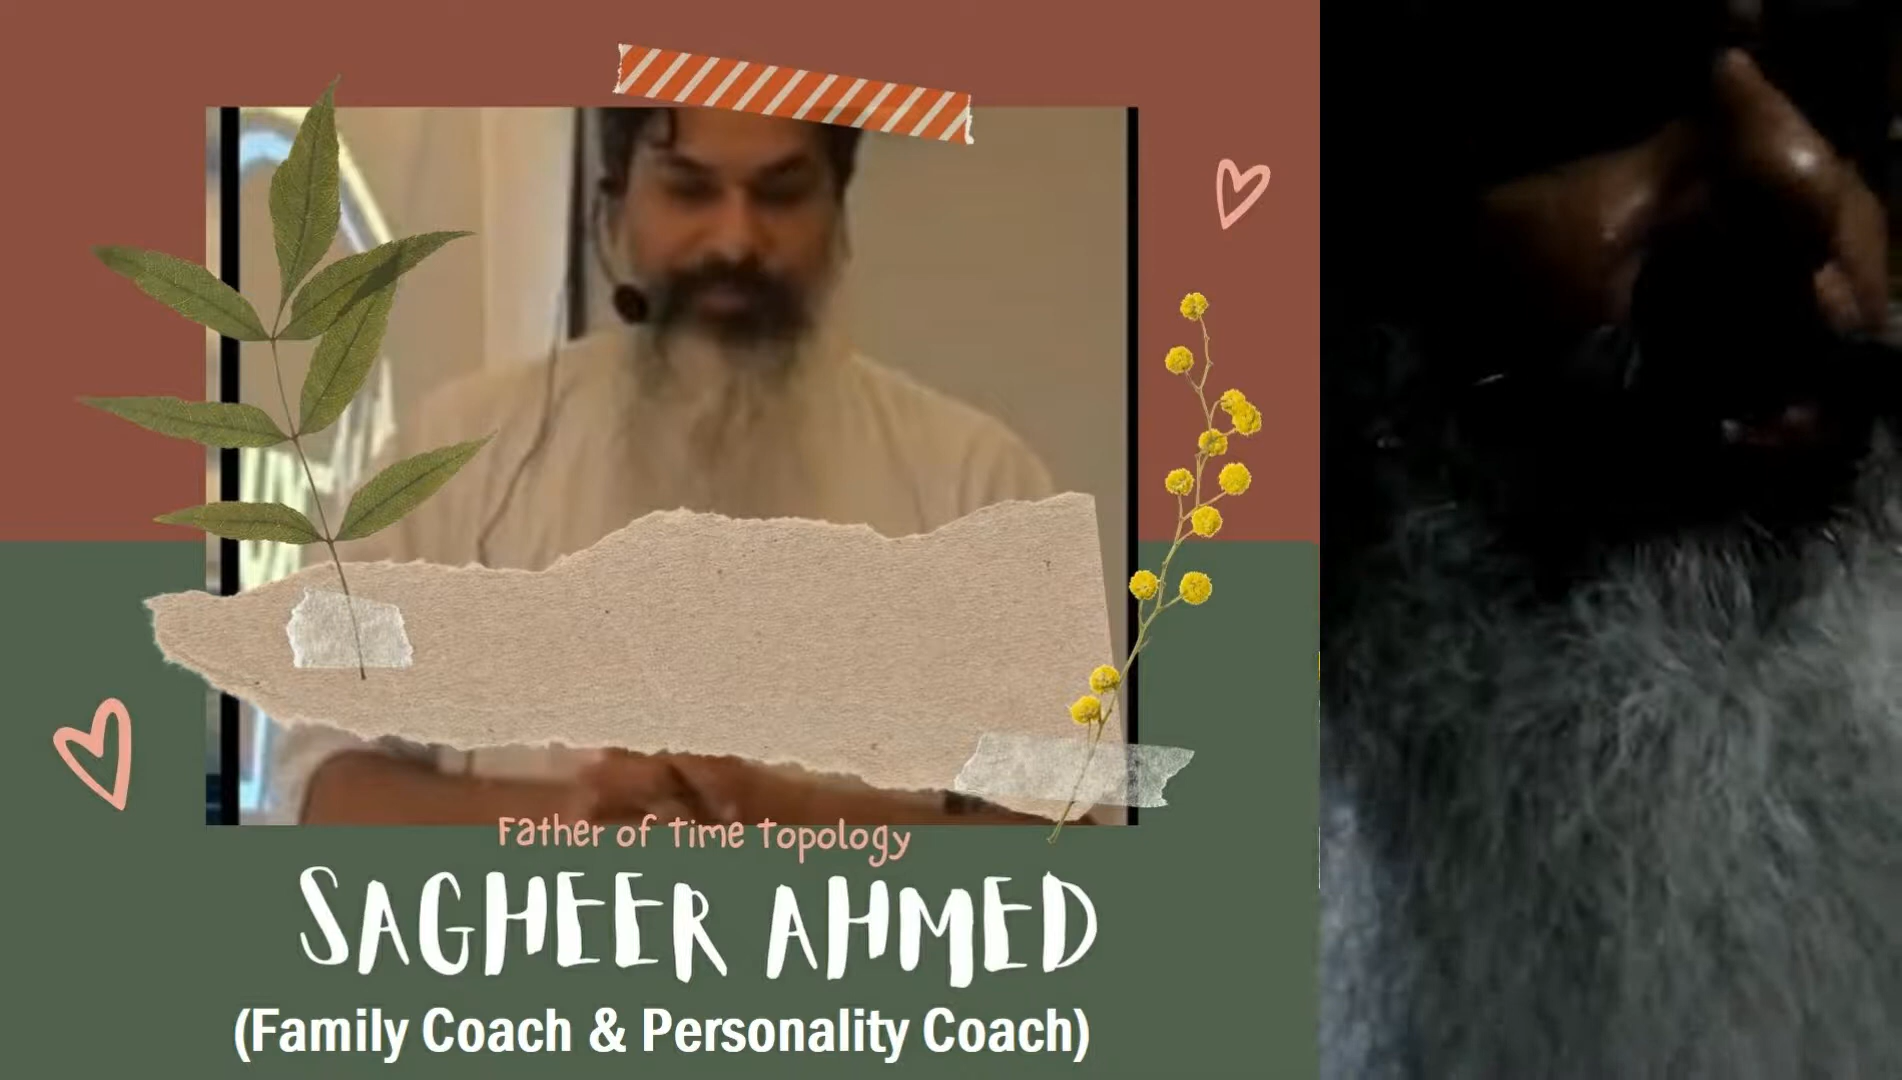 Father of Time Topology
SAGHEER AHMED
(Family Coach & Personality Coach)